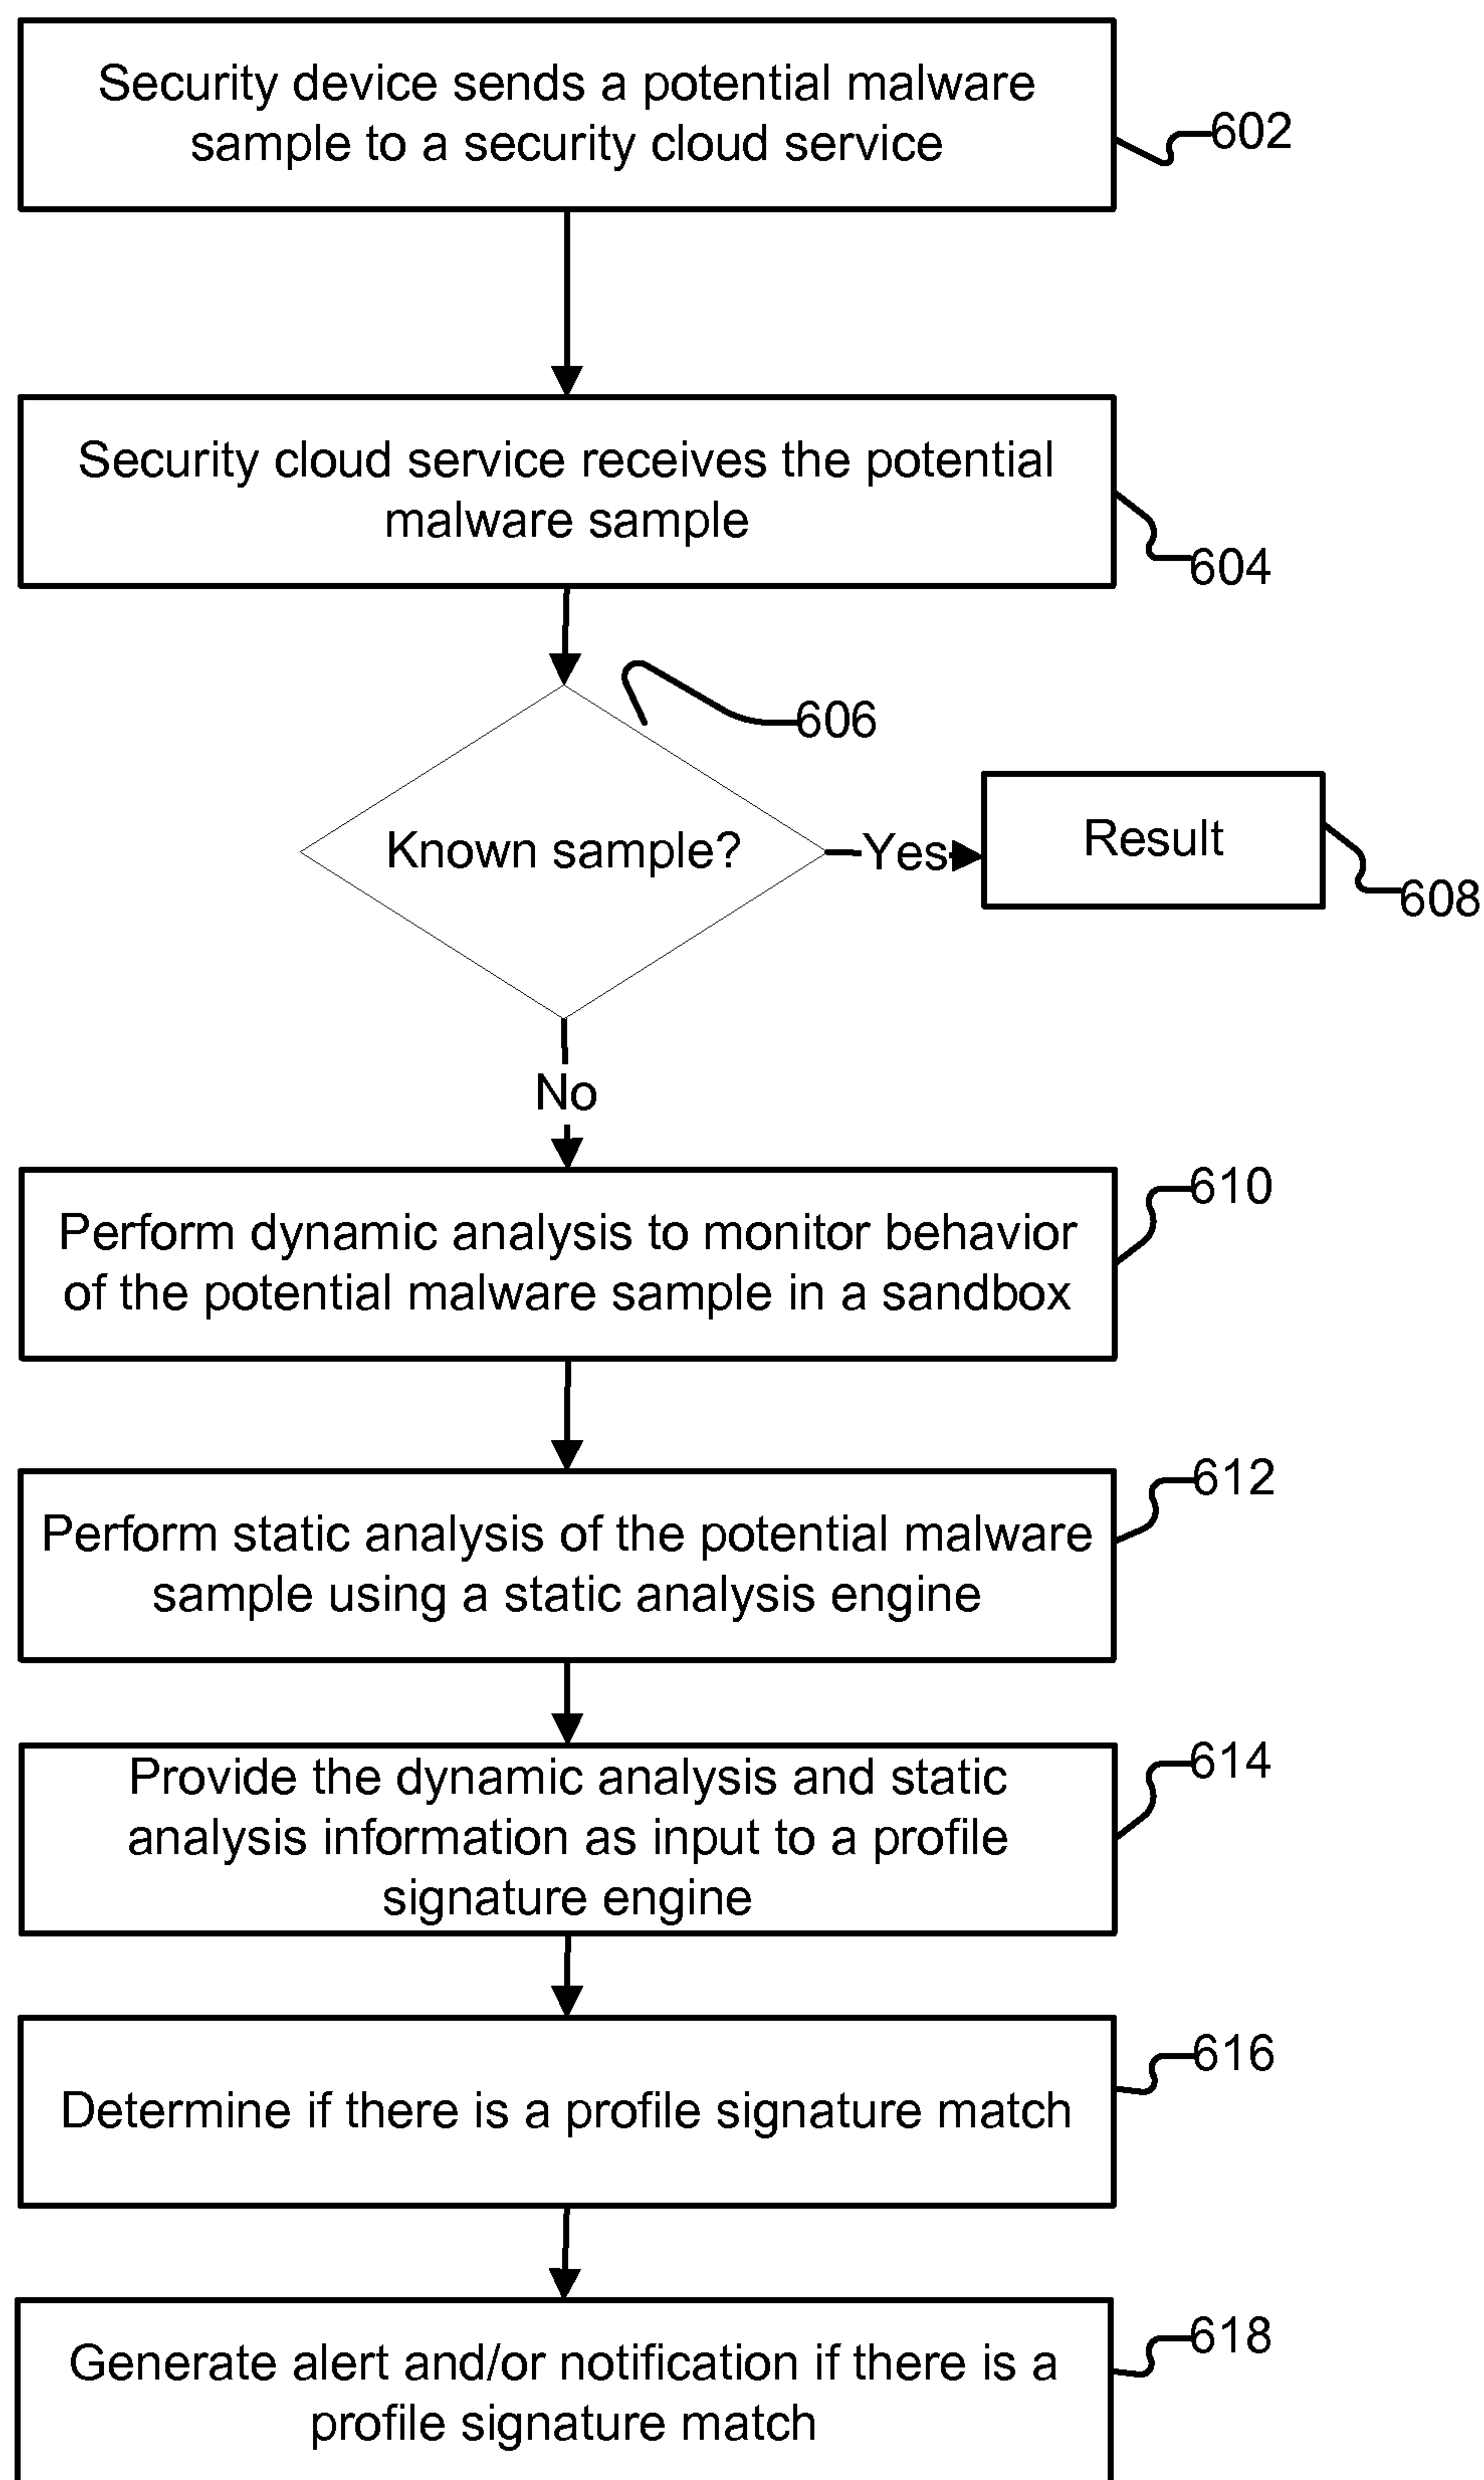 Security device sends a potential malware
sample to a security cloud service
602
Security cloud service receives the potential
malware sample
604
606
Known sample?
Yes
Result
608
No
610
Perform dynamic analysis to monitor behavior
of the potential malware sample in a sandbox
612
Perform static analysis of the potential malware
sample using a static analysis engine
614
Provide the dynamic analysis and static
analysis information as input to a profile
signature engine
616
Determine if there is a profile signature match
618
Generate alert and/or notification if there is a
profile signature match